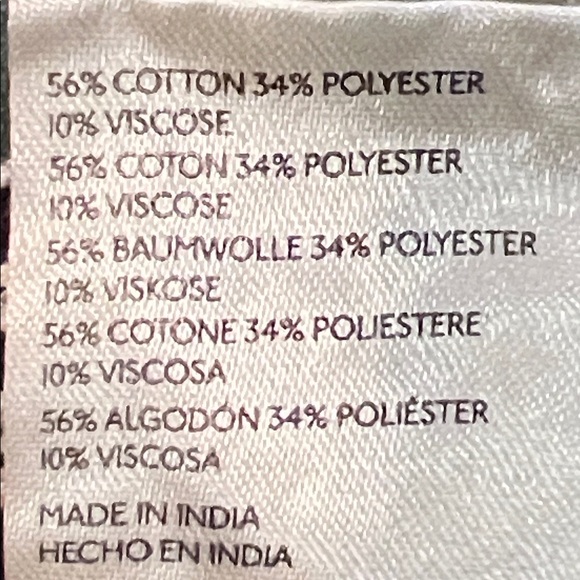 56% COTTON 34% POLYESTER
10% VISCOSE
56% COTON 34% POLYESTER
10% VISCOSE
56% BAUMWOLLE 34% POLYESTER
10% VISKOSE
56% COTONE 34% POLIESTERE
10% VISCOSA
56% ALGODÓN 34% POLIÉSTER
10% VISCOSA
MADE IN INDIA
HECHO EN INDIA